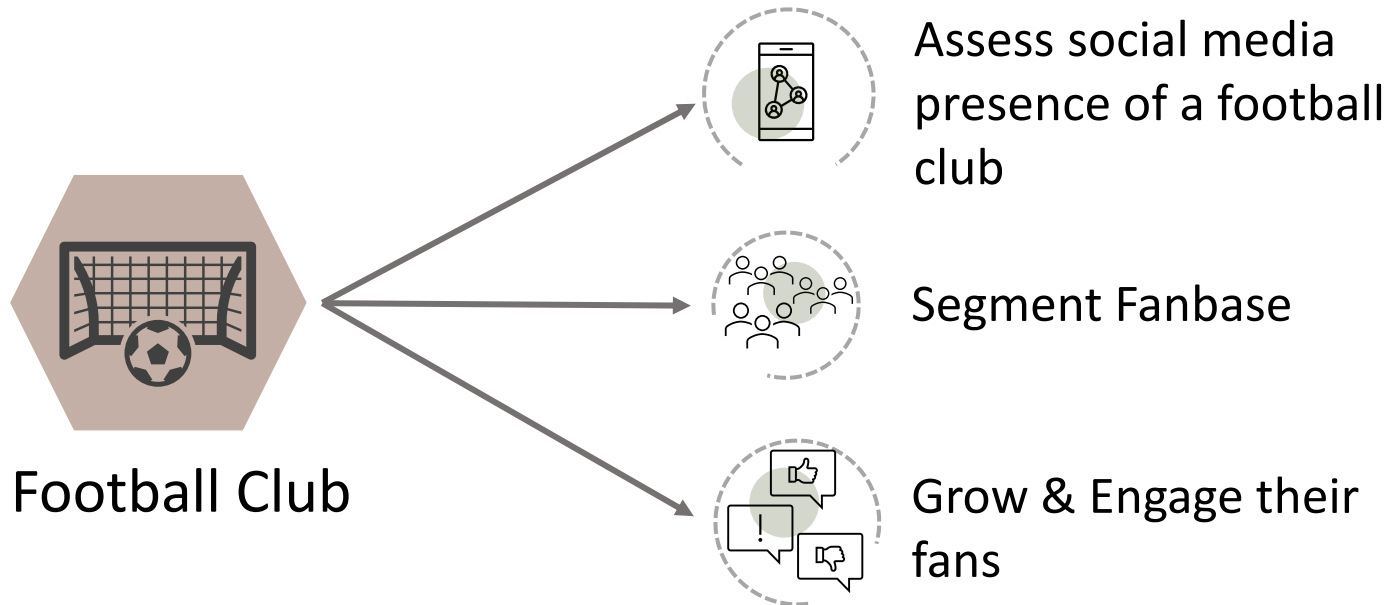 Assess social media
presence of a football
club
Segment Fanbase
Football Club
Grow & Engage their
fans